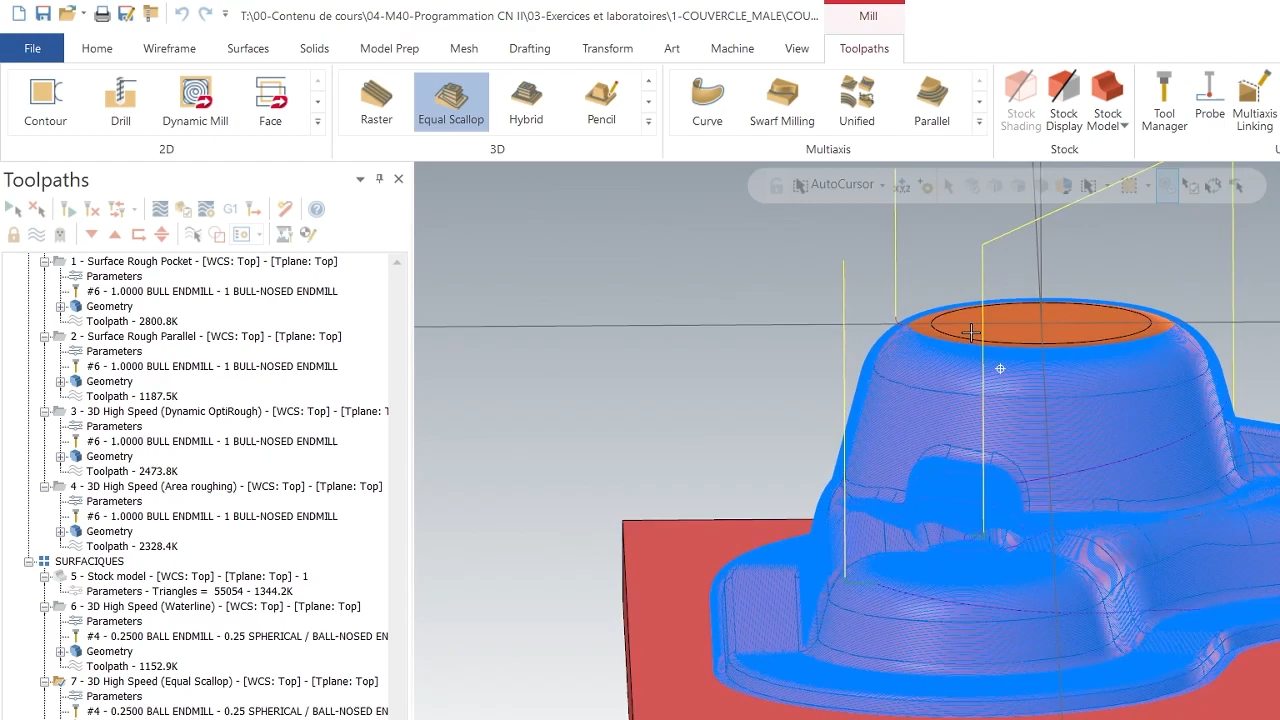 T:\00-Contenu de cours\04-M40-Programmation CN II\03-Exercices et laboratoires\1-COUVERCLE_MALE\COU...
Mill
File Home Wireframe Surfaces Solids Model Prep Mesh Drafting Transform Art Machine View Toolpaths
Contour Drill Dynamic Mill Face Raster Equal Scallop Hybrid Pencil Curve Swarf Milling Unified Parallel Stock Shading Stock Display Stock Model Tool Manager Probe Multiaxis Linking
2D 3D Multiaxis Stock U
Toolpaths
AutoCursor
G1
1 - Surface Rough Pocket - [WCS: Top] - [Tplane: Top]
Parameters
#6 - 1.0000 BULL ENDMILL - 1 BULL-NOSED ENDMILL
Geometry
Toolpath - 2800.8K
2 - Surface Rough Parallel - [WCS: Top] - [Tplane: Top]
Parameters
#6 - 1.0000 BULL ENDMILL - 1 BULL-NOSED ENDMILL
Geometry
Toolpath - 1187.5K
3 - 3D High Speed (Dynamic OptiRough) - [WCS: Top] - [Tplane: T
Parameters
#6 - 1.0000 BULL ENDMILL - 1 BULL-NOSED ENDMILL
Geometry
Toolpath - 2473.8K
4 - 3D High Speed (Area roughing) - [WCS: Top] - [Tplane: Top]
Parameters
#6 - 1.0000 BULL ENDMILL - 1 BULL-NOSED ENDMILL
Geometry
Toolpath - 2328.4K
SURFACIQUES
5 - Stock model - [WCS: Top] - [Tplane: Top] - 1
Parameters - Triangles = 55054 - 1344.2K
6 - 3D High Speed (Waterline) - [WCS: Top] - [Tplane: Top]
Parameters
#4 - 0.2500 BALL ENDMILL - 0.25 SPHERICAL / BALL-NOSED EN
Geometry
Toolpath - 1152.9K
7 - 3D High Speed (Equal Scallop) - [WCS: Top] - [Tplane: Top]
Parameters
#4 - 0.2500 BALL ENDMILL - 0.25 SPHERICAL / BALL-NOSED EN